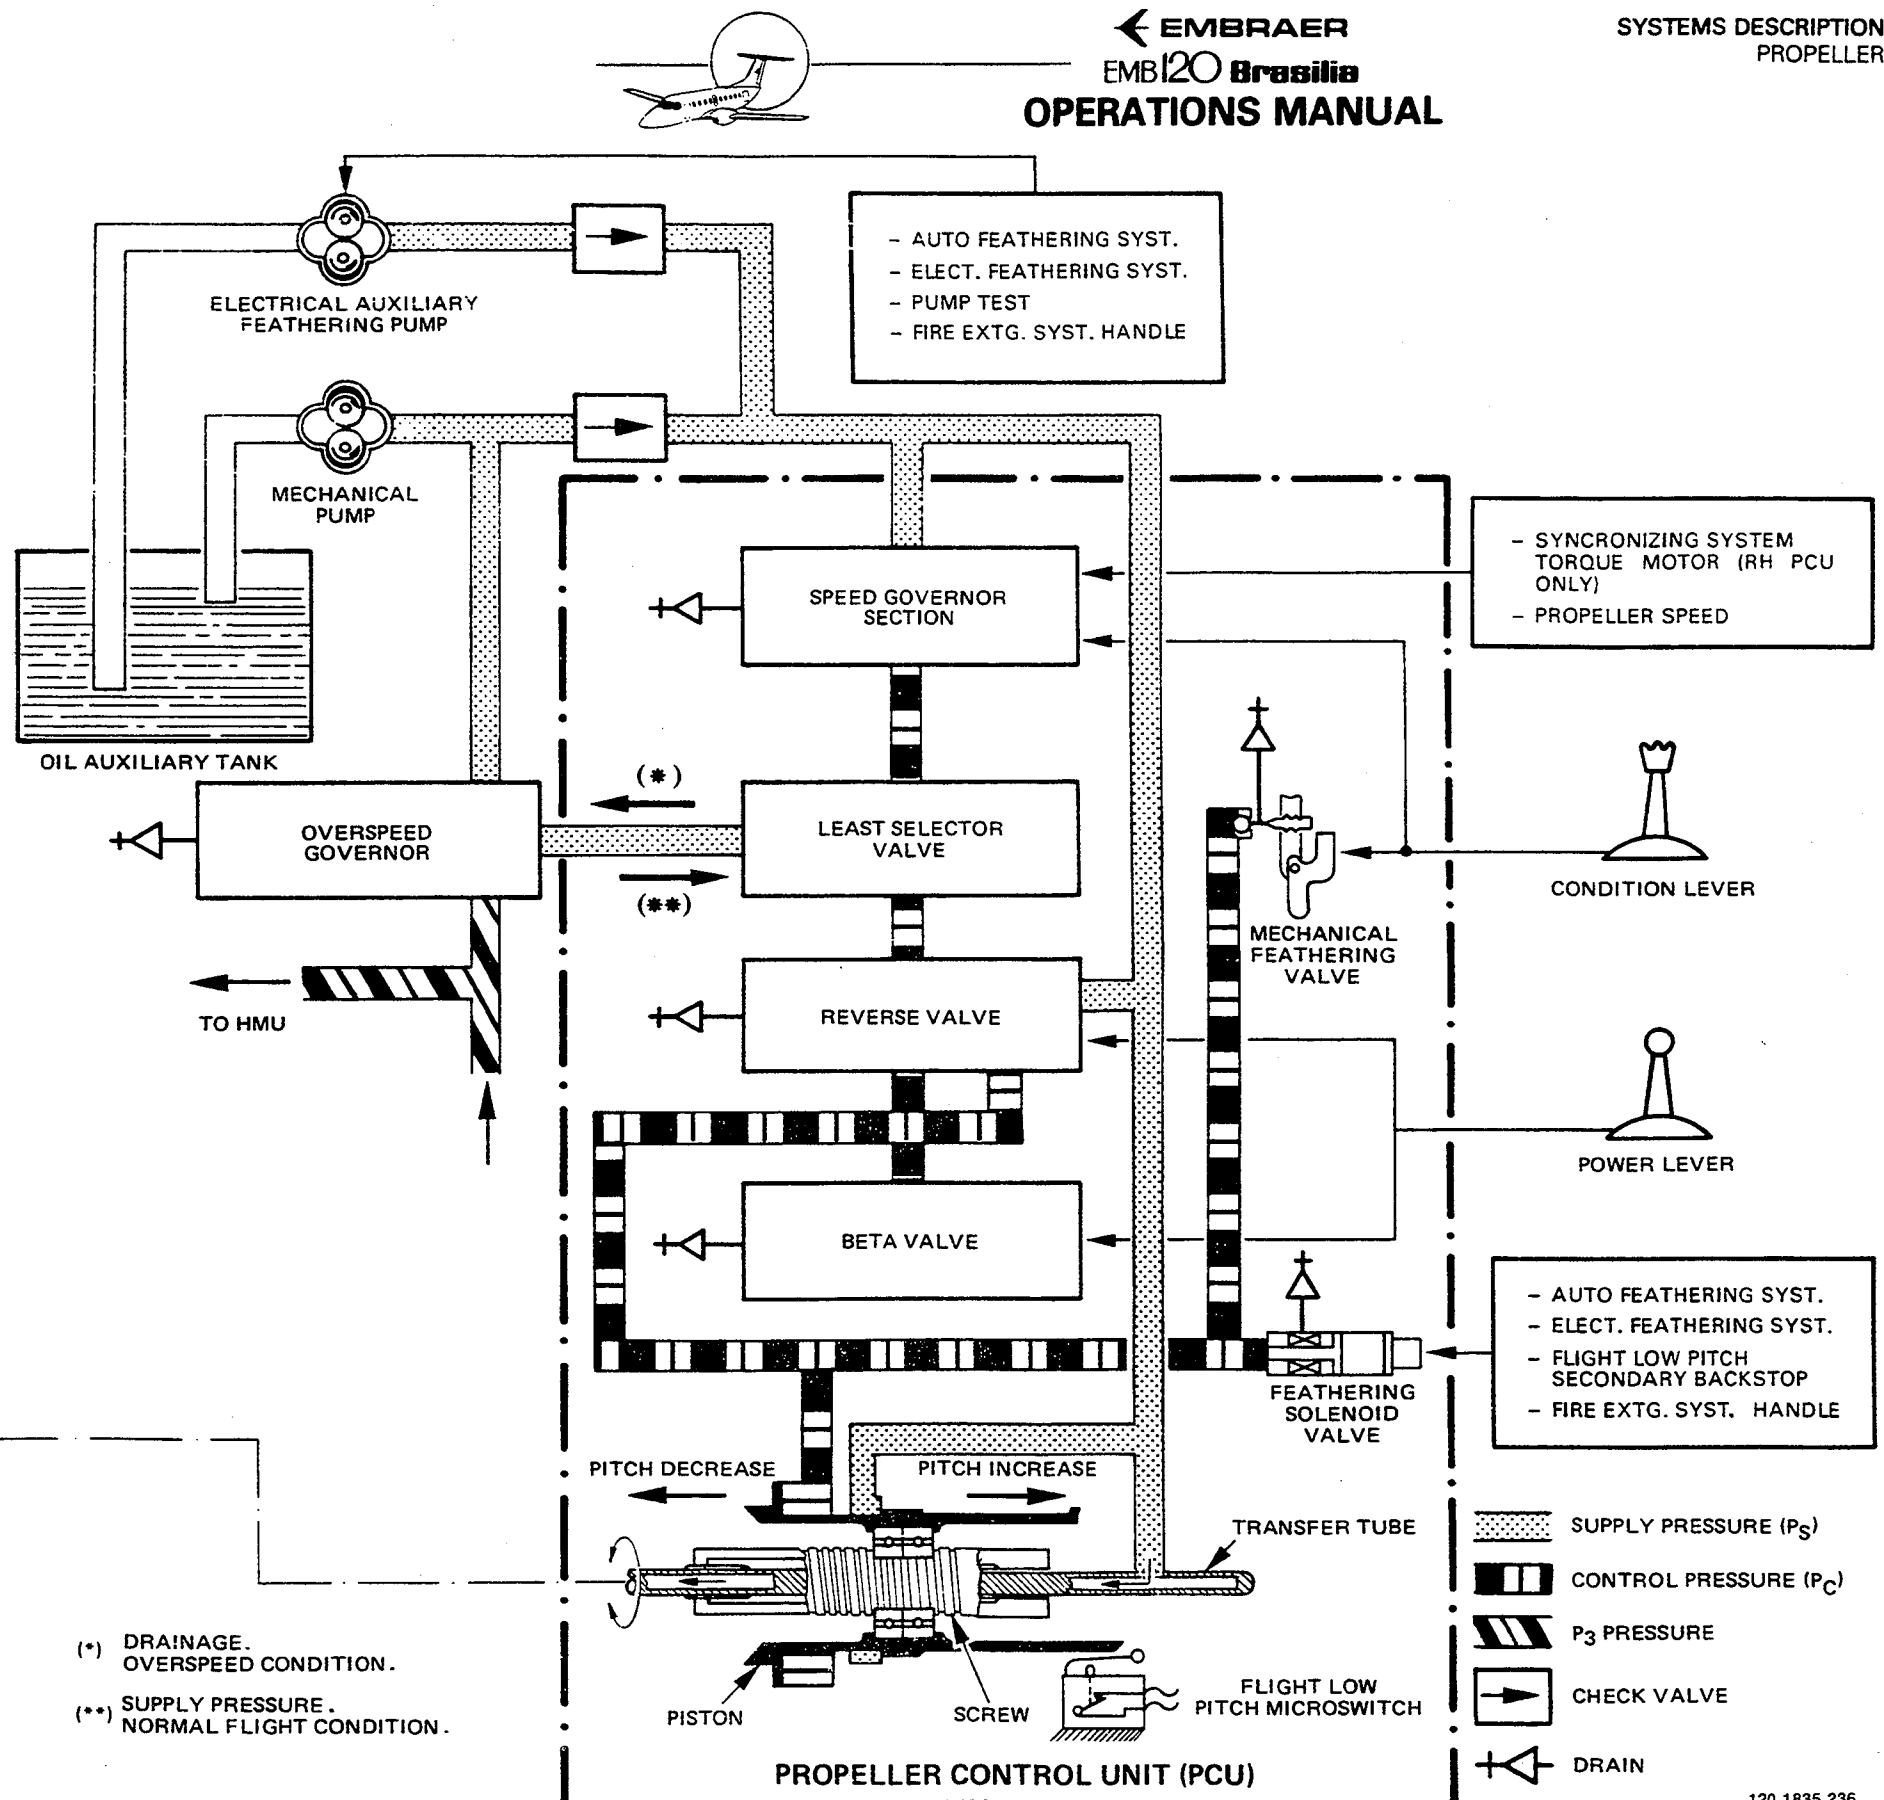 EMBRAER
EMB120 Brasilia
OPERATIONS MANUAL
SYSTEMS DESCRIPTION
PROPELLER
- AUTO FEATHERING SYST.
- ELECT. FEATHERING SYST.
- PUMP TEST
- FIRE EXTG. SYST. HANDLE
ELECTRICAL AUXILIARY
FEATHERING PUMP
MECHANICAL
PUMP
- SYNCRONIZING SYSTEM
TORQUE MOTOR (RH PCU
ONLY)
- PROPELLER SPEED
SPEED GOVERNOR
SECTION
OIL AUXILIARY TANK
(*)
OVERSPEED
GOVERNOR
LEAST SELECTOR
VALVE
(**)
CONDITION LEVER
MECHANICAL
FEATHERING
VALVE
TO HMU
REVERSE VALVE
POWER LEVER
BETA VALVE
- AUTO FEATHERING SYST.
- ELECT. FEATHERING SYST.
- FLIGHT LOW PITCH
SECONDARY BACKSTOP
- FIRE EXTG. SYST. HANDLE
FEATHERING
SOLENOID
VALVE
PITCH DECREASE
PITCH INCREASE
TRANSFER TUBE
SUPPLY PRESSURE (PS)
CONTROL PRESSURE (PC)
P3 PRESSURE
CHECK VALVE
DRAIN
(*) DRAINAGE.
OVERSPEED CONDITION.
(**) SUPPLY PRESSURE.
NORMAL FLIGHT CONDITION.
PISTON
SCREW
FLIGHT LOW
PITCH MICROSWITCH
PROPELLER CONTROL UNIT (PCU)
120 1835 236